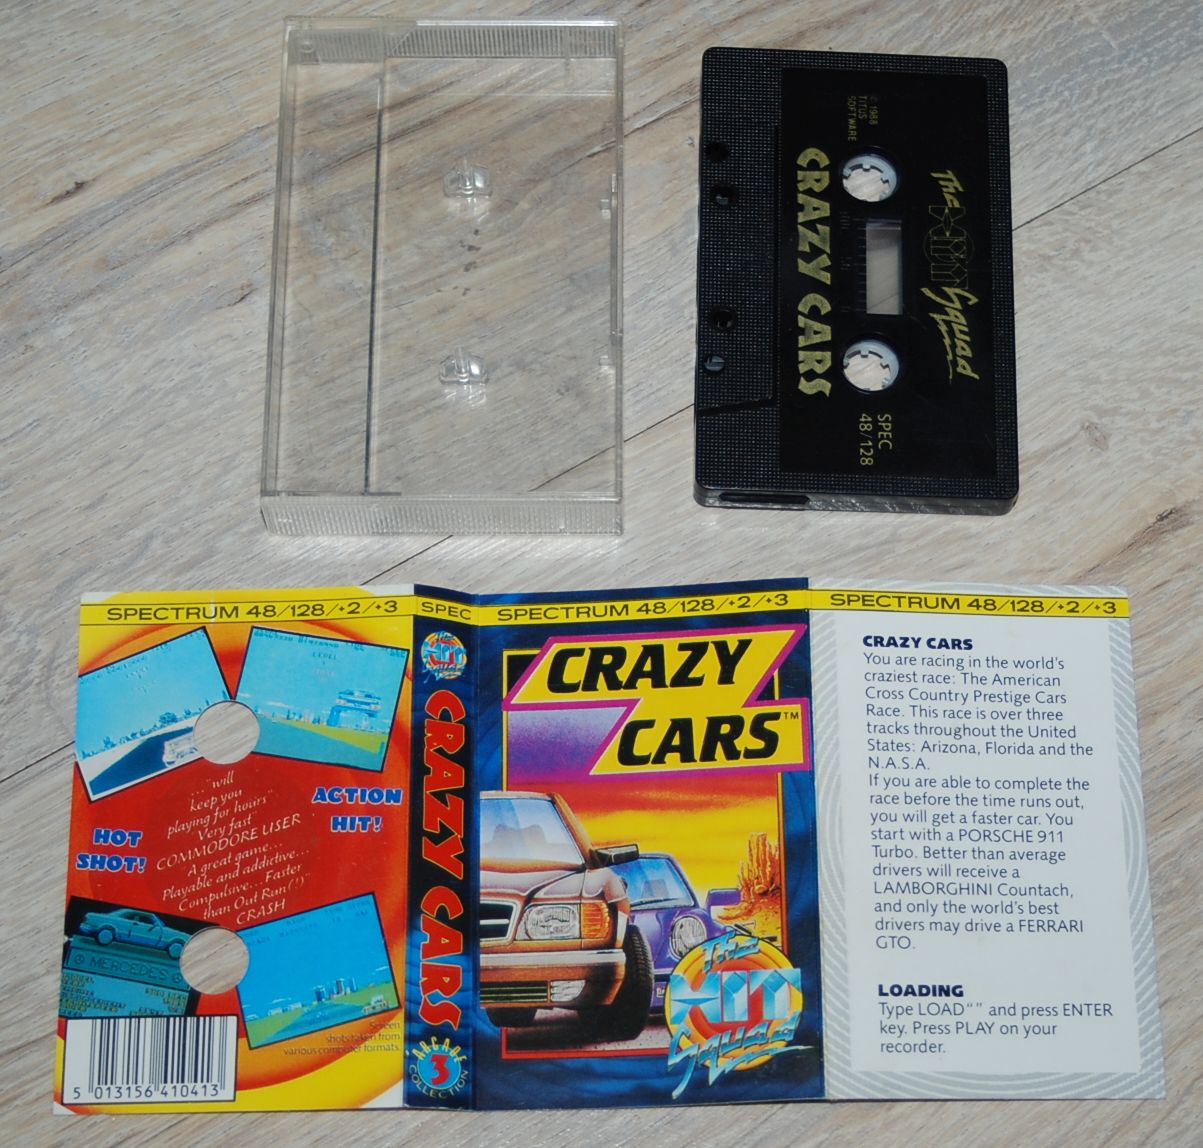 © 1988
TITUS
SOFTWARE
CRAZY CARS
The
HIT
Squad
SPEC
48/128
SPECTRUM 48/128/+2/+3
LEVEL
..."will
keep you
playing for hours"
"Very fast"
COMMODORE USER
A great game...
Playable and addictive...
Compulsive...Faster
than Out Run(!)"
CRASH
HOT
SHOT!
ACTION
HIT!
MERCEDES
Screen
shots taken from
various computer formats.
5 013156 410413
SPEC
The
HIT
Squad
CRAZY CARS
ARCADE
3
COLLECTION
SPECTRUM 48/128/+2/+3
CRAZY
CARS™
The
HIT
Squad
SPECTRUM 48/128/+2/+3
CRAZY CARS
You are racing in the world's
craziest race: The American
Cross Country Prestige Cars
Race. This race is over three
tracks throughout the United
States: Arizona, Florida and the
N.A.S.A.
If you are able to complete the
race before the time runs out,
you will get a faster car. You
start with a PORSCHE 911
Turbo. Better than average
drivers will receive a
LAMBORGHINI Countach,
and only the world's best
drivers may drive a FERRARI
GTO.
LOADING
Type LOAD"" and press ENTER
key. Press PLAY on your
recorder.